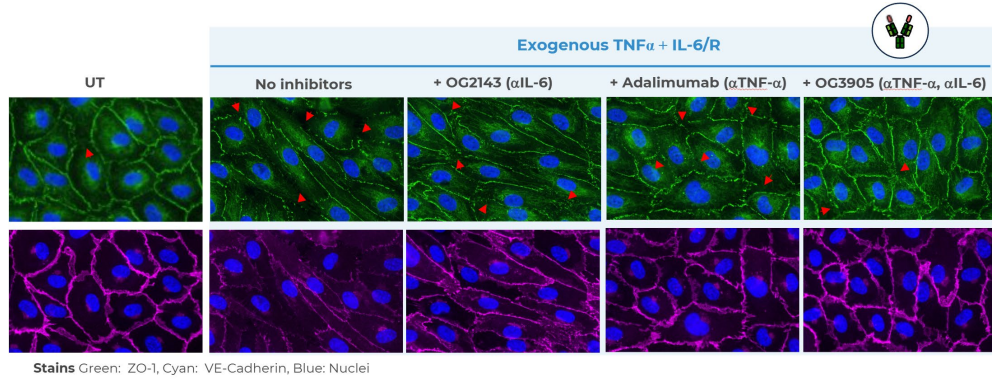 Exogenous TNFα + IL-6/R
UT
No inhibitors
+ OG2143 (αIL-6)
+ Adalimumab (αTNF-α)
+ OG3905 (αTNF-α, αIL-6)
Stains Green: ZO-1, Cyan: VE-Cadherin, Blue: Nuclei